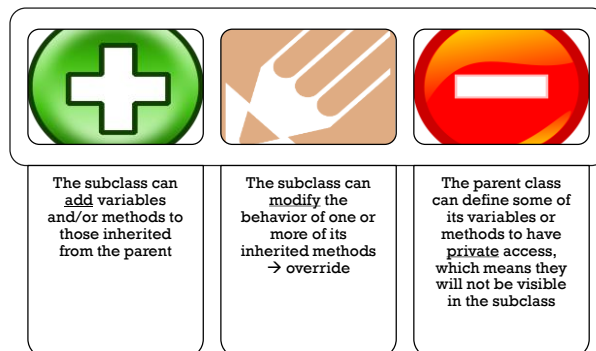 The subclass can
add variables
and/or methods to
those inherited
from the parent
The subclass can
modify the
behavior of one or
more of its
inherited methods
→ override
The parent class
can define some of
its variables or
methods to have
private access,
which means they
will not be visible
in the subclass